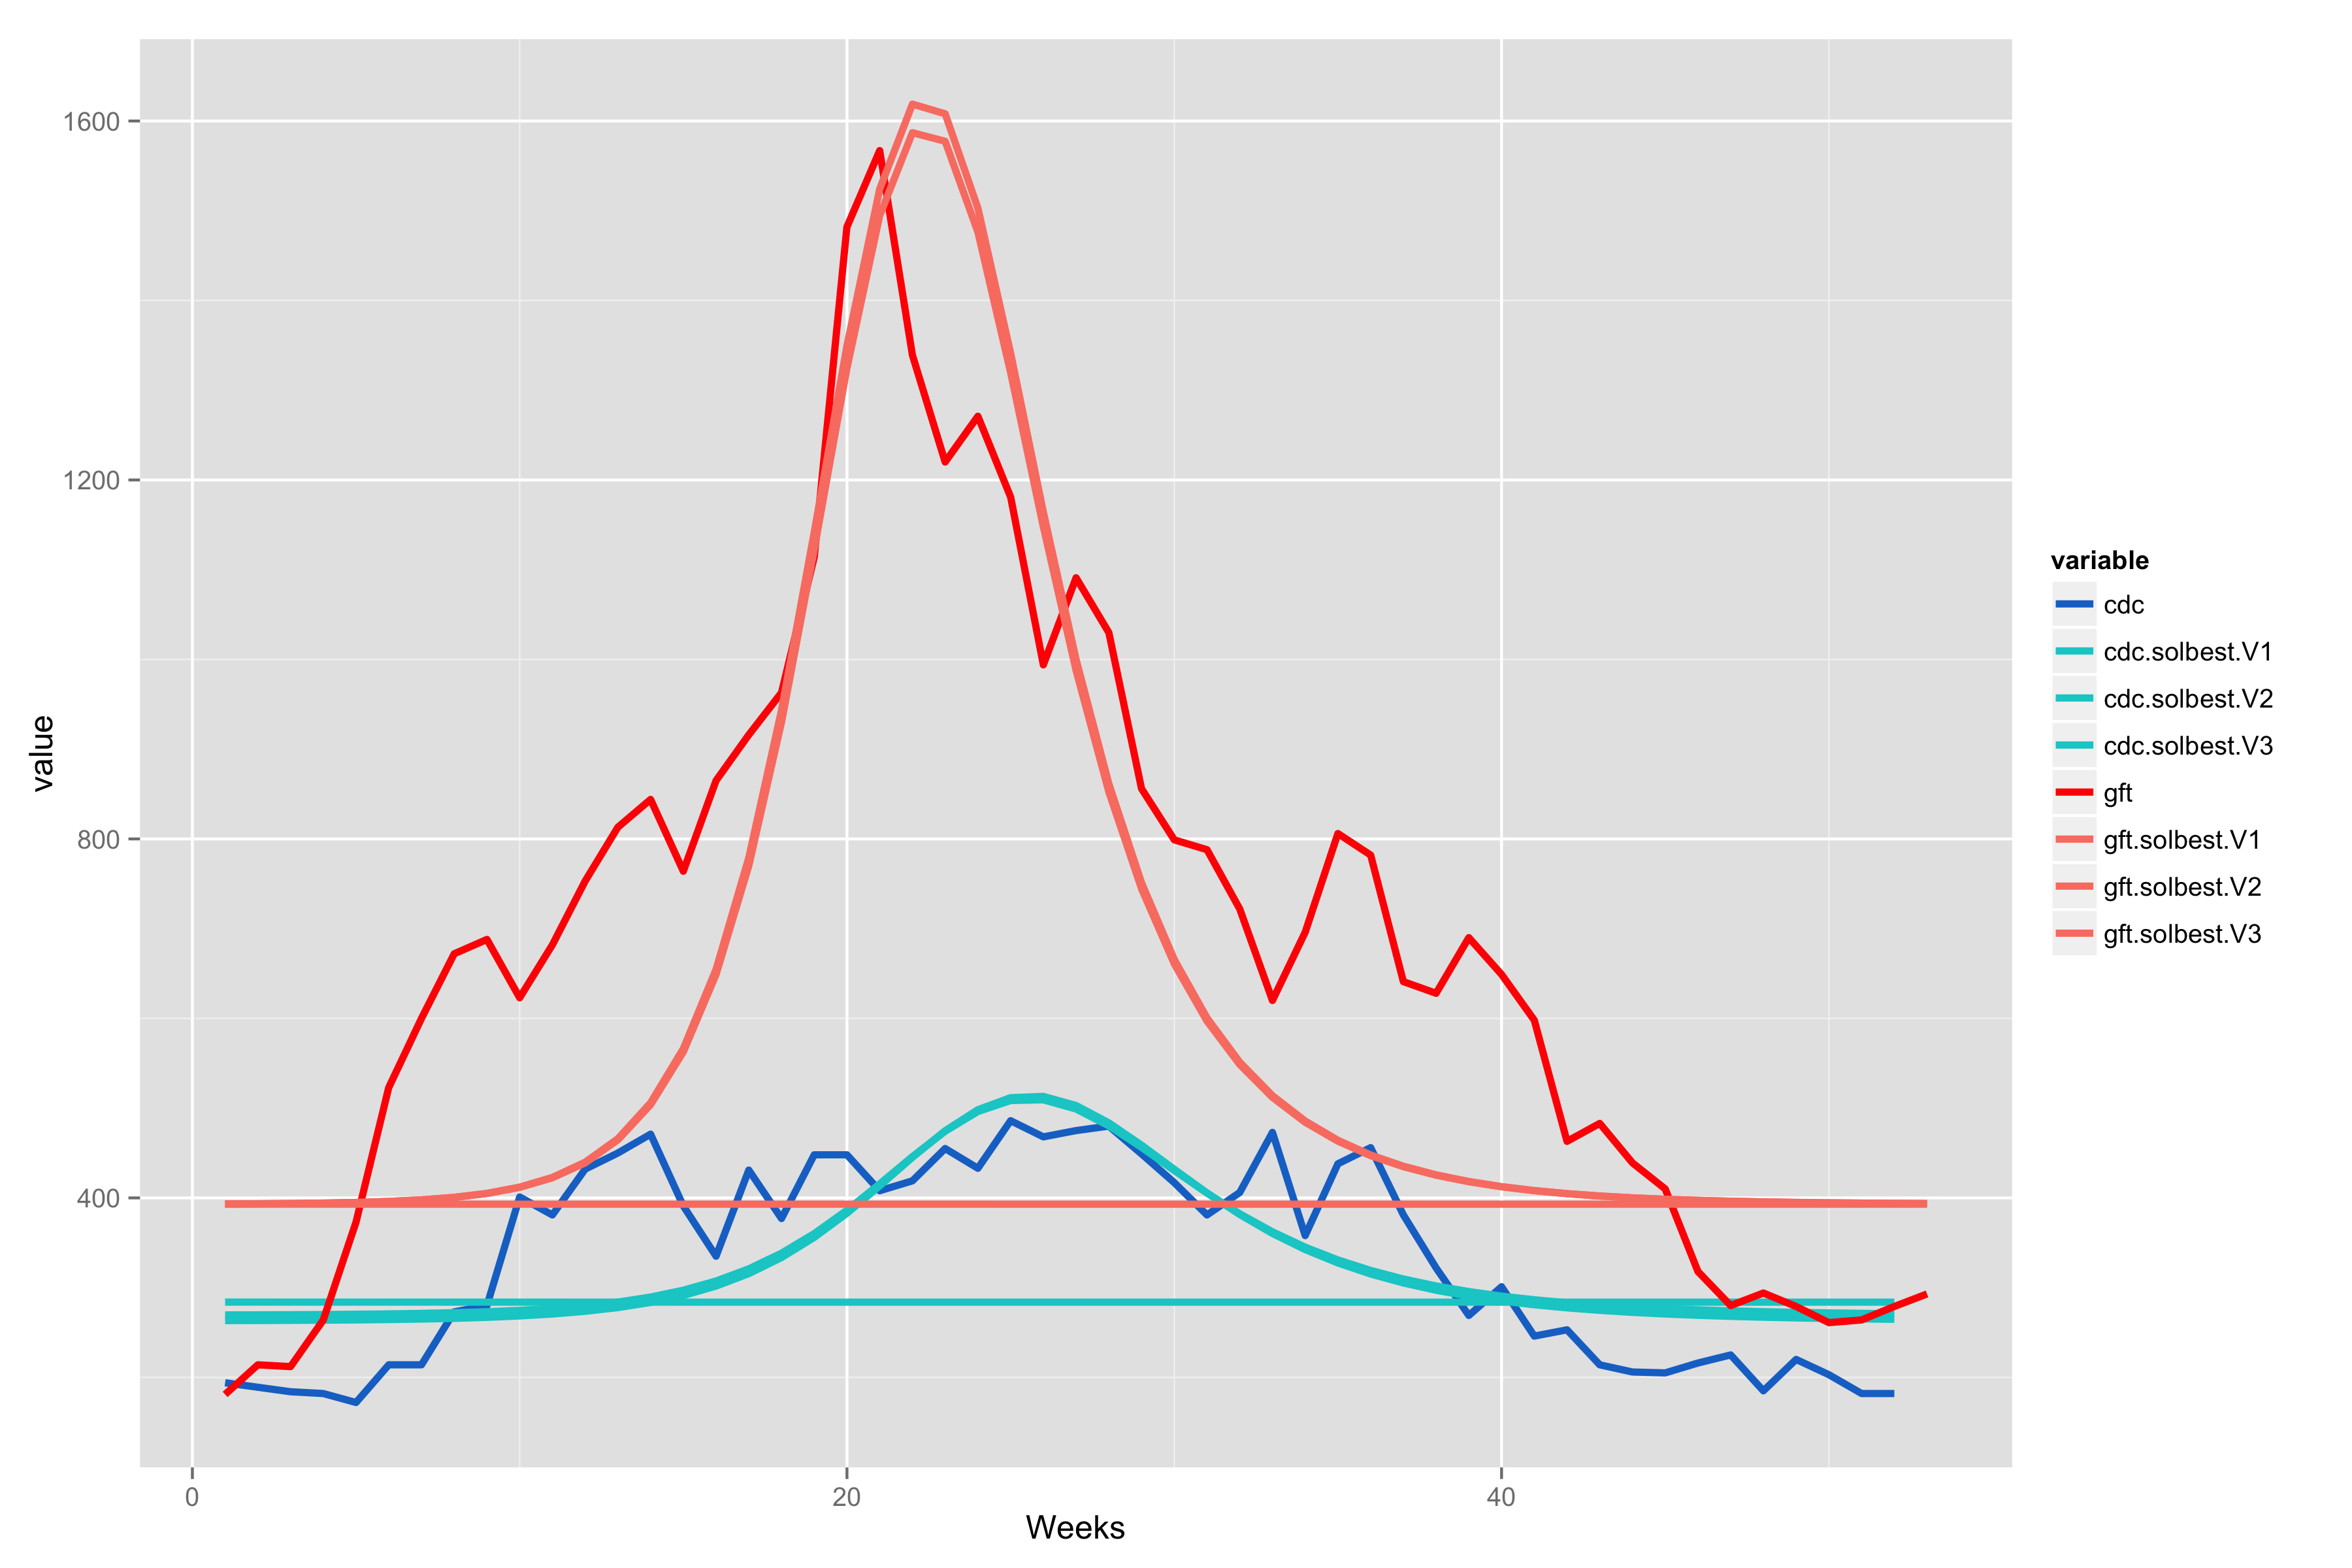 1600
1200
800
400
value
0
20
40
Weeks
variable
cdc
cdc.solbest.V1
cdc.solbest.V2
cdc.solbest.V3
gft
gft.solbest.V1
gft.solbest.V2
gft.solbest.V3